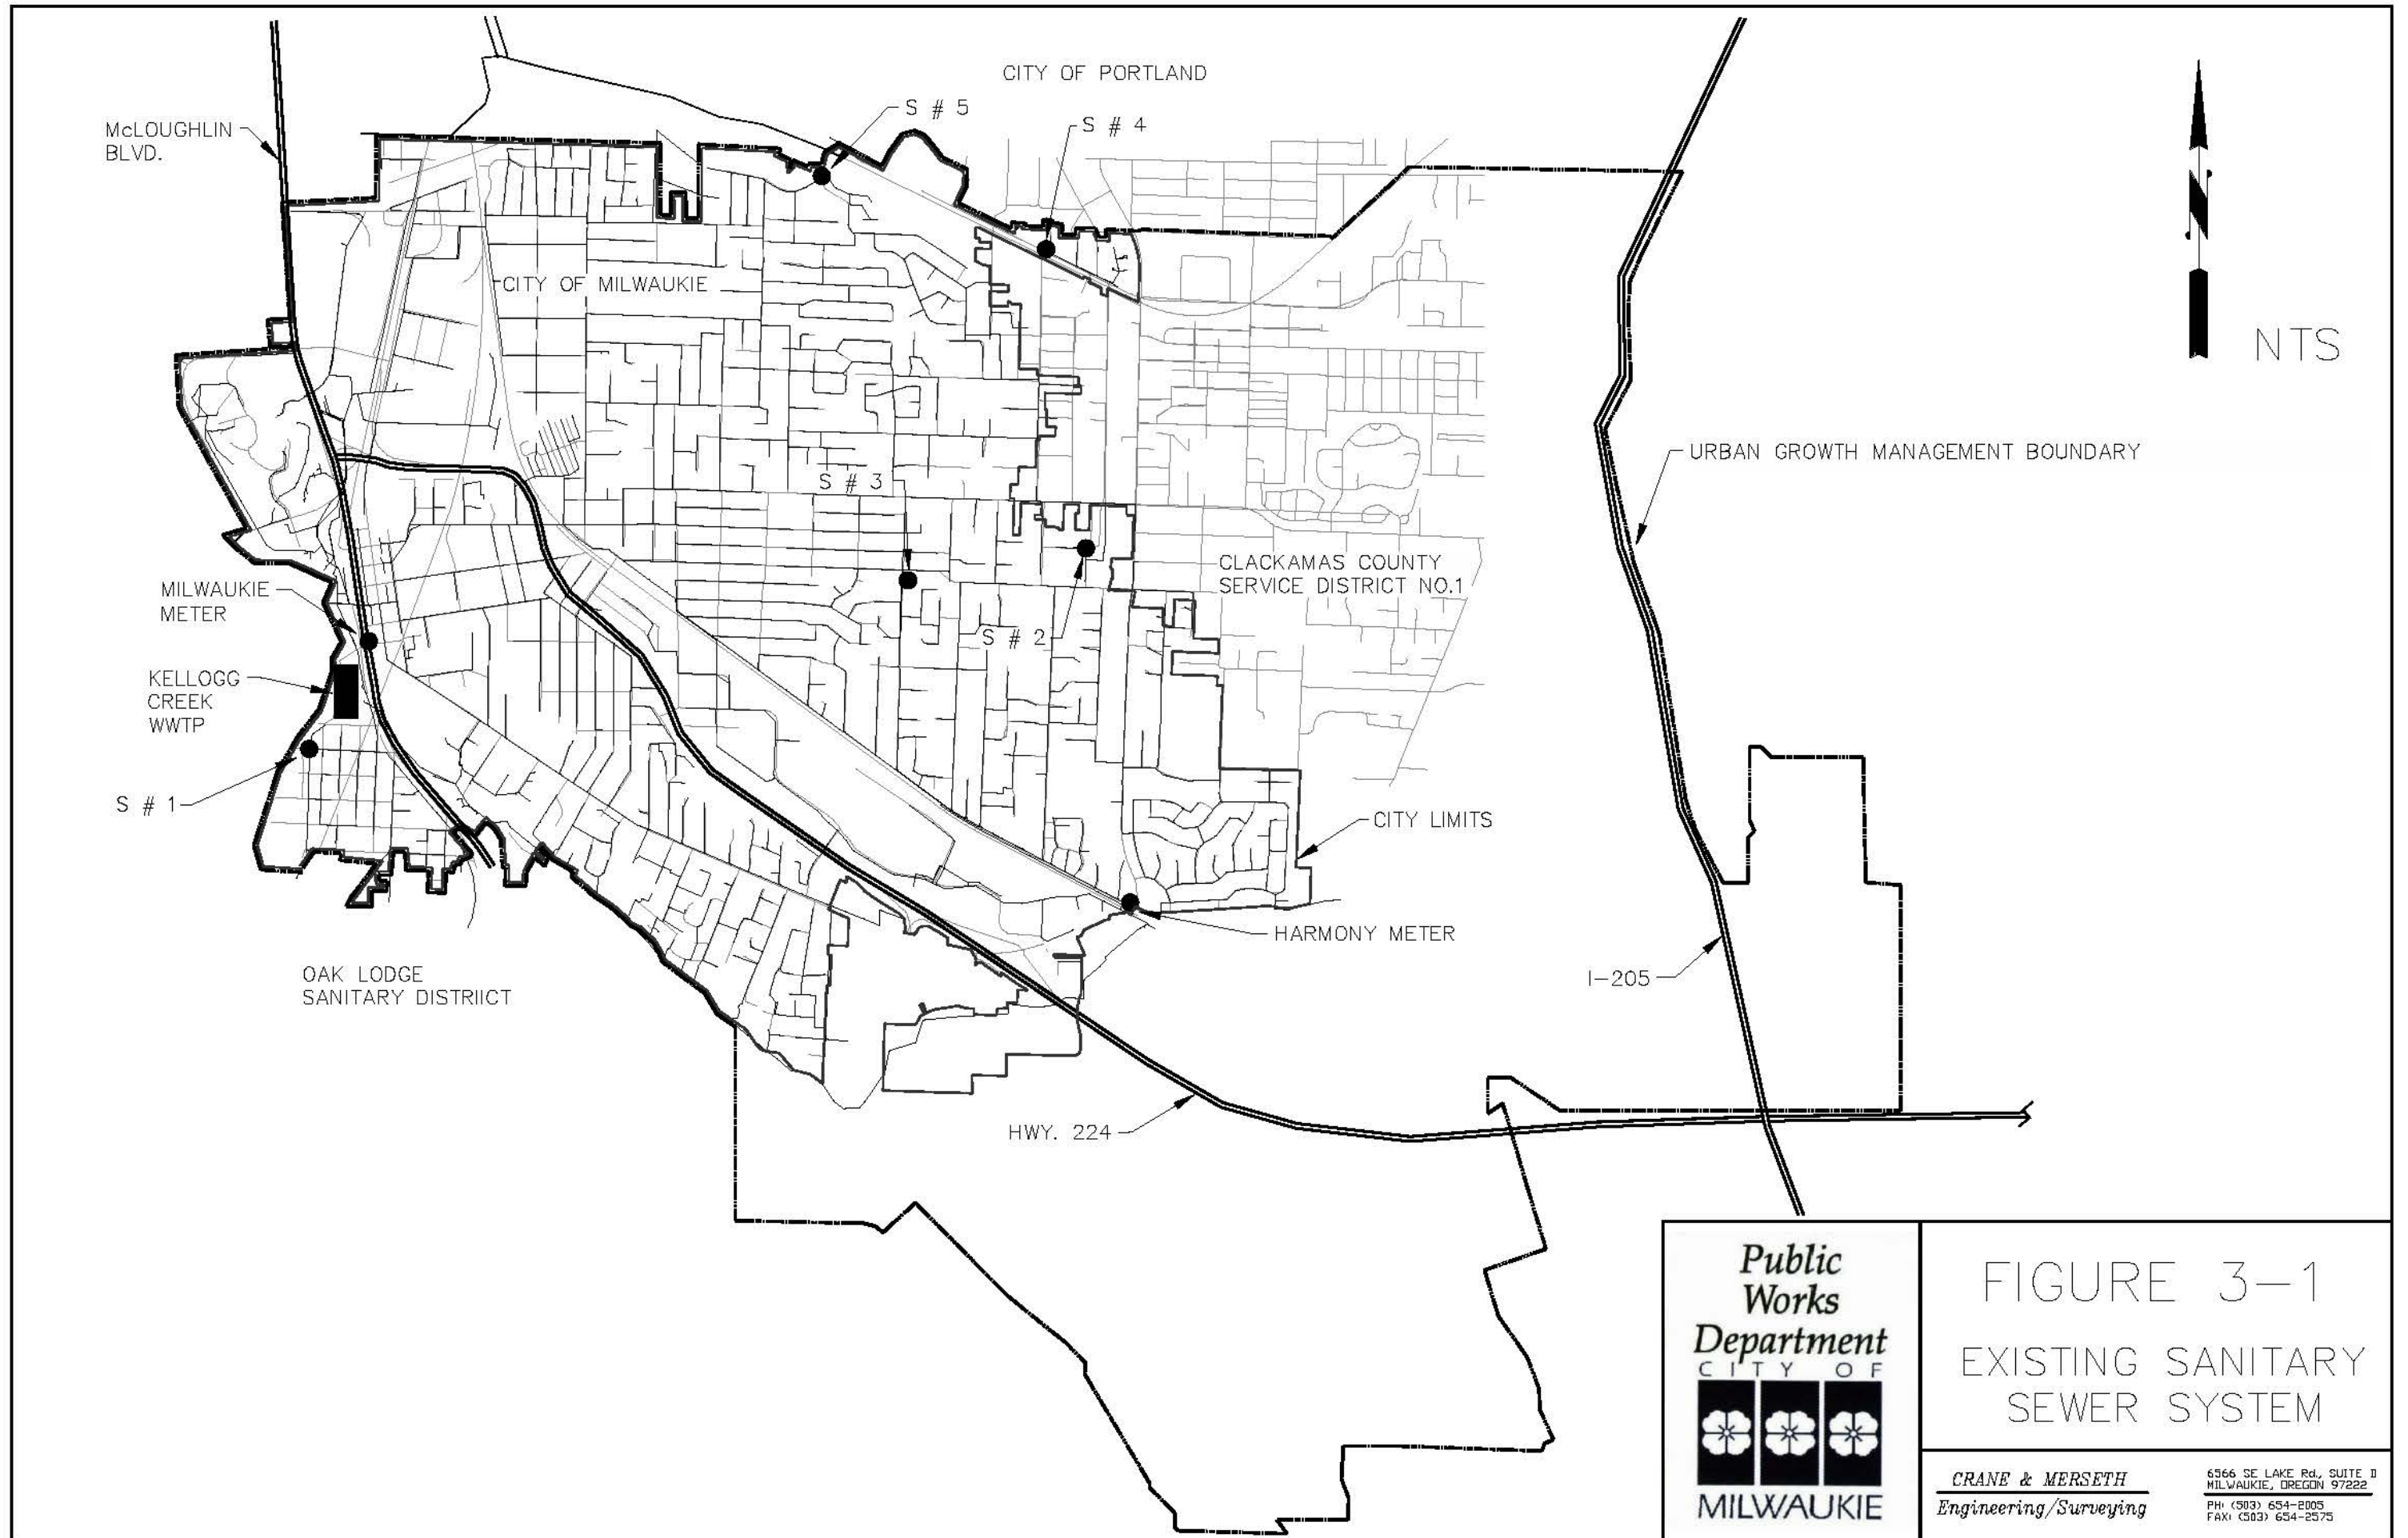 CITY OF PORTLAND
S # 5
S # 4
McLOUGHLIN
BLVD.
CITY OF MILWAUKIE
N
NTS
URBAN GROWTH MANAGEMENT BOUNDARY
S # 3
CLACKAMAS COUNTY
SERVICE DISTRICT NO.1
MILWAUKIE
METER
S # 2
KELLOGG
CREEK
WWTP
S # 1
CITY LIMITS
HARMONY METER
OAK LODGE
SANITARY DISTRIICT
I-205
HWY. 224
Public
Works
Department
CITY OF
MILWAUKIE
FIGURE 3-1
EXISTING SANITARY
SEWER SYSTEM
CRANE & MERSETH
Engineering/Surveying
6566 SE LAKE Rd., SUITE D
MILWAUKIE, OREGON 97222
PH: (503) 654-2005
FAX: (503) 654-2575